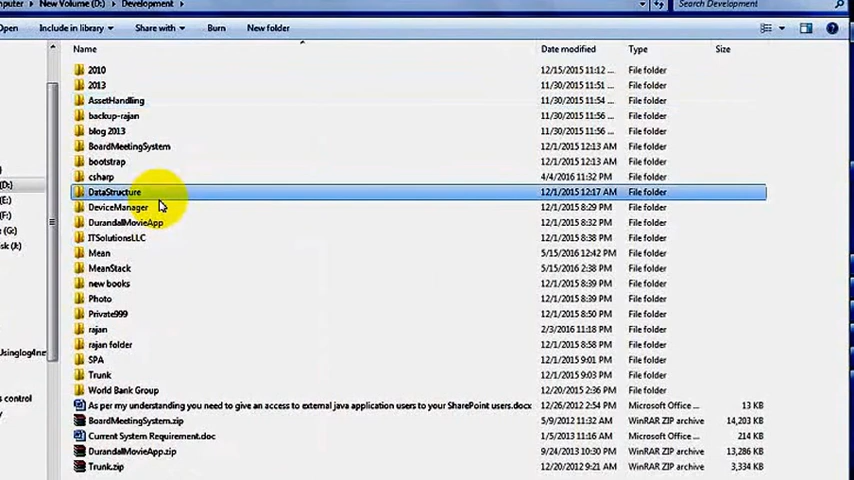 New Volume (D:) ▸ Development ▸ Search Development
Open Include in library Share with Burn New folder
Name Date modified Type Size
2010 12/15/2015 11:12 ... File folder
2013 11/30/2015 11:51 ... File folder
AssetHandling 11/30/2015 11:54 ... File folder
backup-rajan 11/30/2015 11:55 ... File folder
blog 2013 11/30/2015 11:56 ... File folder
BoardMeetingSystem 12/1/2015 12:13 AM File folder
bootstrap 12/1/2015 12:13 AM File folder
csharp 4/4/2016 11:32 PM File folder
(D:) DataStructure 12/1/2015 12:17 AM File folder
(E:) DeviceManager 12/1/2015 8:29 PM File folder
(F:) DurandalMovieApp 12/1/2015 8:32 PM File folder
(G:) ITSolutionsLLC 12/1/2015 8:38 PM File folder
sk (J:) Mean 5/15/2016 12:42 PM File folder
MeanStack 5/15/2016 2:38 PM File folder
new books 12/1/2015 8:39 PM File folder
Photo 12/1/2015 8:39 PM File folder
Private999 12/1/2015 8:50 PM File folder
rajan 2/3/2016 11:18 PM File folder
rajan folder 12/1/2015 8:58 PM File folder
Usinglog4ne
SPA 12/1/2015 9:01 PM File folder
Trunk 12/1/2015 9:03 PM File folder
World Bank Group 12/20/2015 2:36 PM File folder
s control
As per my understanding you need to give an access to external java application users to your SharePoint users.docx 12/26/2012 2:54 PM Microsoft Office ... 13 KB
BoardMeetingSystem.zip 5/9/2012 11:32 AM WinRAR ZIP archive 14,203 KB
Current System Requirement.doc 1/5/2013 11:16 AM Microsoft Office ... 214 KB
DurandalMovieApp.zip 9/24/2013 10:30 PM WinRAR ZIP archive 13,286 KB
Trunk.zip 12/20/2012 9:21 AM WinRAR ZIP archive 3,334 KB